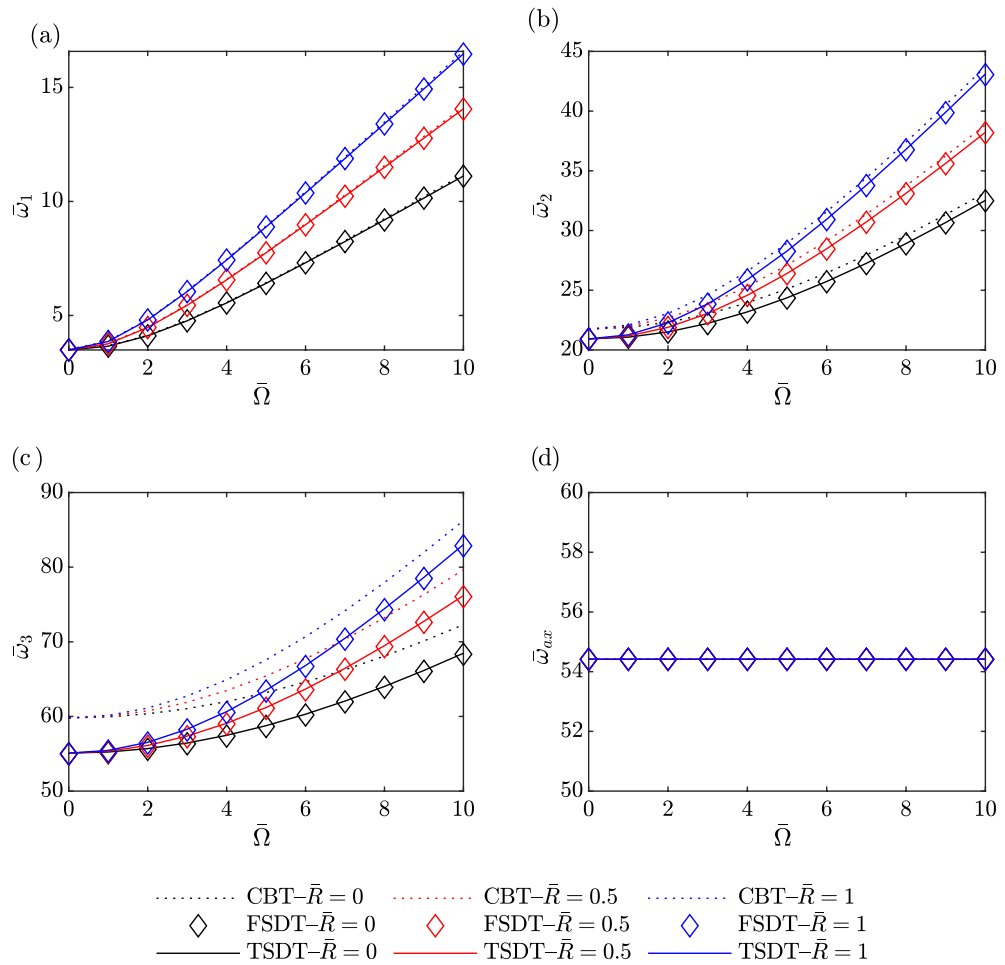 (a)
15
10
5
0 2 4 6 8 10
ω̄₁
Ω̄
(b)
45
40
35
30
25
20
0 2 4 6 8 10
ω̄₂
Ω̄
(c)
90
80
70
60
50
0 2 4 6 8 10
ω̄₃
Ω̄
(d)
60
58
56
54
52
50
0 2 4 6 8 10
ω̄ₐₓ
Ω̄
CBT–R̄ = 0 CBT–R̄ = 0.5 CBT–R̄ = 1
FSDT–R̄ = 0 FSDT–R̄ = 0.5 FSDT–R̄ = 1
TSDT–R̄ = 0 TSDT–R̄ = 0.5 TSDT–R̄ = 1